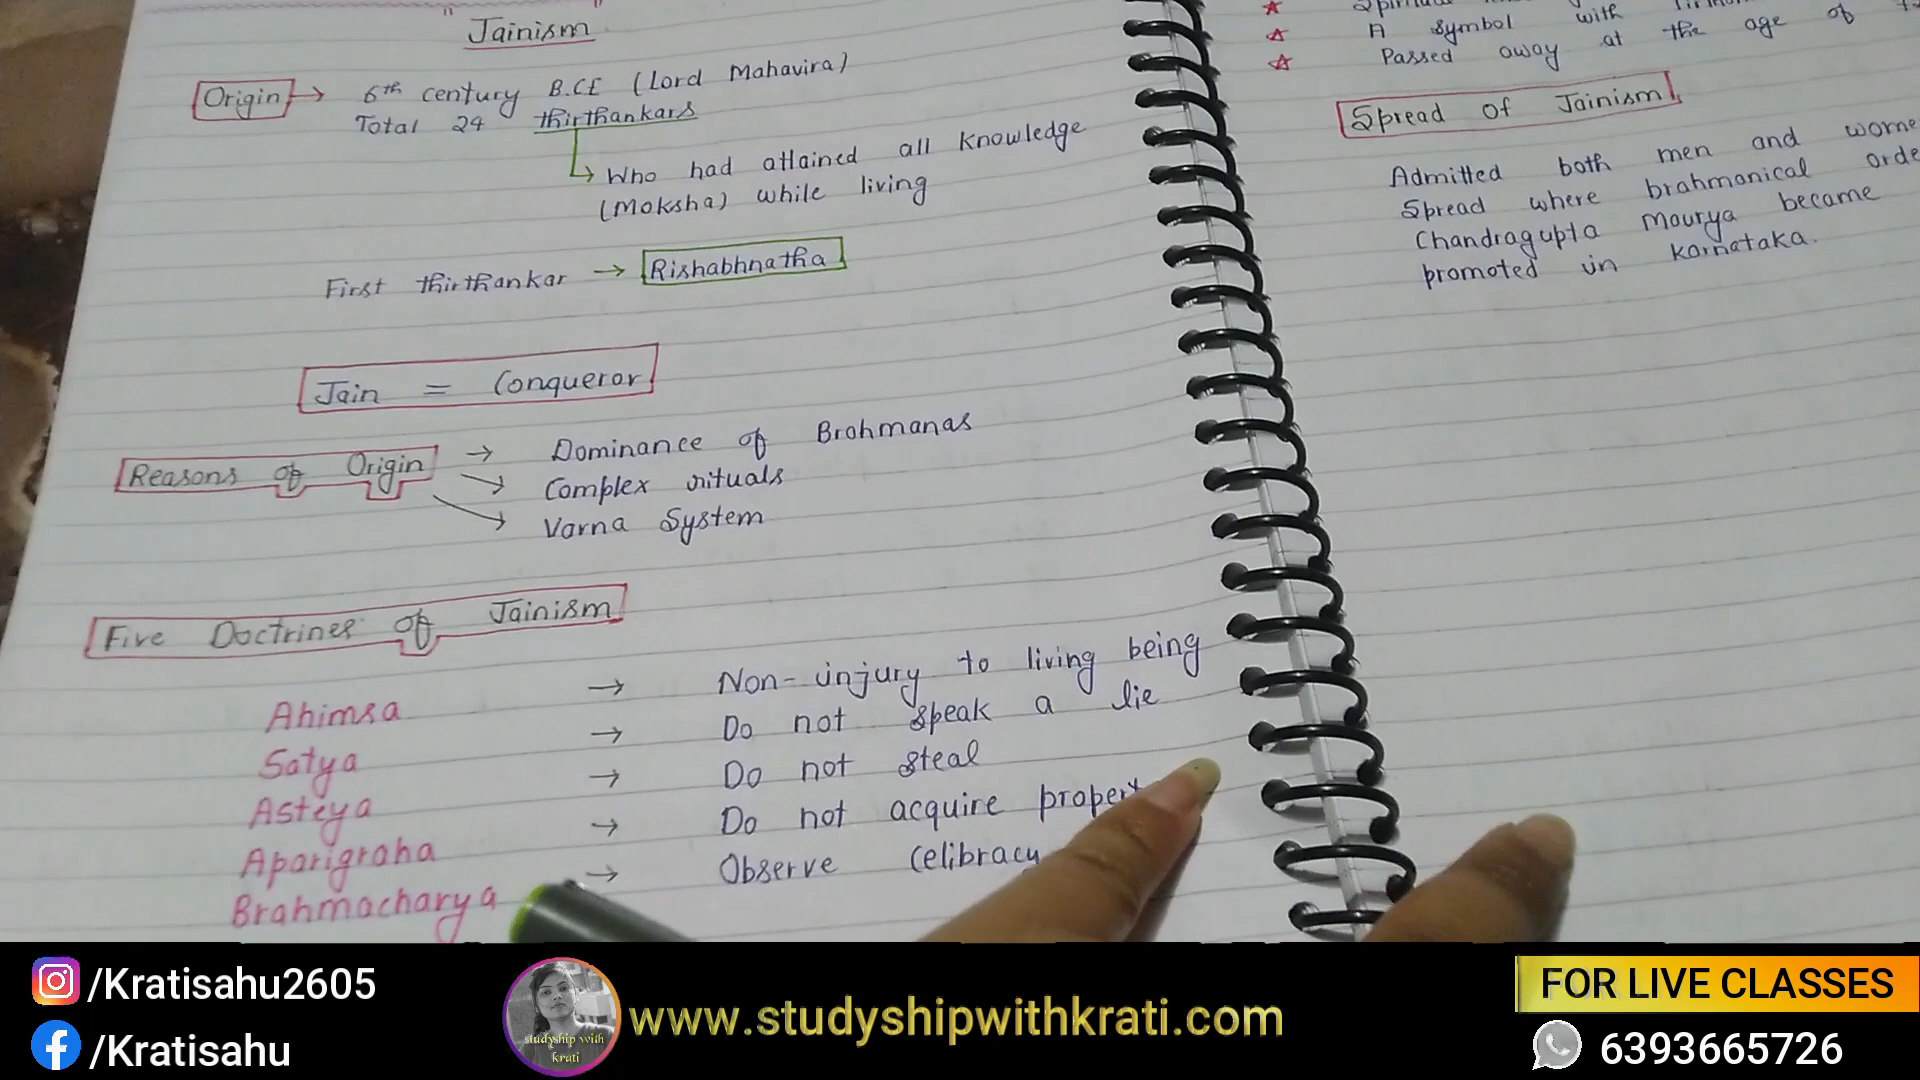 Jainism
Origin → 6th century B.C.E (Lord Mahavira)
Total 24 thirthankars
Who had attained all knowledge
(Moksha) while living
First thirthankar → Rishabhnatha
Jain = Conqueror
Reasons of Origin → Dominance of Brahmanas
→ Complex rituals
→ Varna System
Five Doctrines of Jainism
Ahimsa → Non-injury to living being
Satya → Do not speak a lie
Asteya → Do not steal
Aparigraha → Do not acquire propert
Brahmacharya → Observe Celibracy
A symbol with
Passed away at the age of
Spread of Jainism
Admitted both men and wome
Spread where brahmanical orde
Chandragupta Mourya became
promoted in Karnataka.
/Kratisahu2605
/Kratisahu
studyship with
krati
www.studyshipwithkrati.com
FOR LIVE CLASSES
6393665726